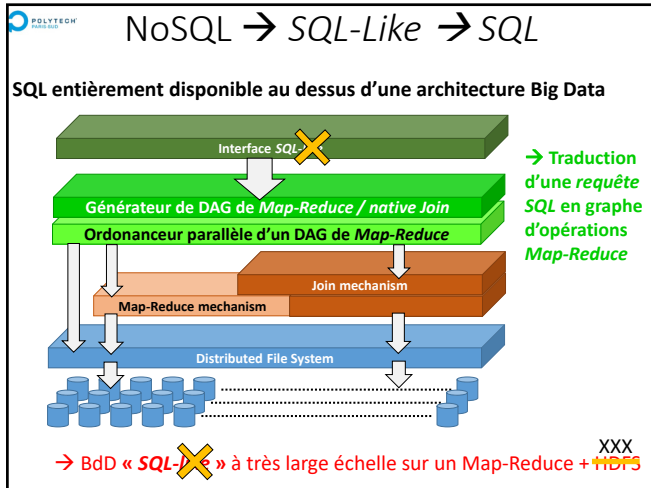 POLYTECH'
PARIS-SUD
NoSQL → SQL-Like → SQL
SQL entièrement disponible au dessus d'une architecture Big Data
Interface SQL-like
→ Traduction
d'une requête
SQL en graphe
d'opérations
Map-Reduce
Générateur de DAG de Map-Reduce / native Join
Ordonanceur parallèle d'un DAG de Map-Reduce
Join mechanism
Map-Reduce mechanism
Distributed File System
XXX
→ BdD « SQL-like » à très large échelle sur un Map-Reduce + HDFS